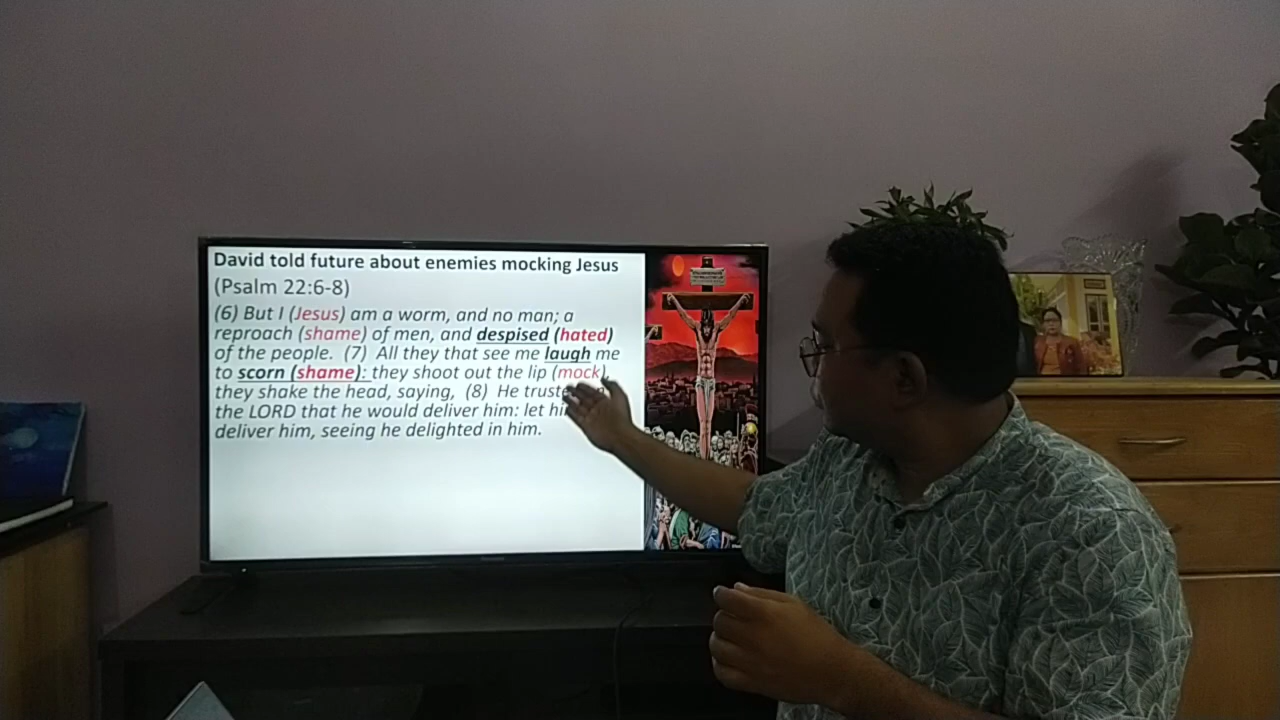 David told future about enemies mocking Jesus
(Psalm 22:6-8)
(6) But I (Jesus) am a worm, and no man; a
reproach (shame) of men, and despised (hated)
of the people. (7) All they that see me laugh me
to scorn (shame): they shoot out the lip (mock),
they shake the head, saying, (8) He
the LORD that he would deliver him: let
deliver him, seeing he delighted in him.